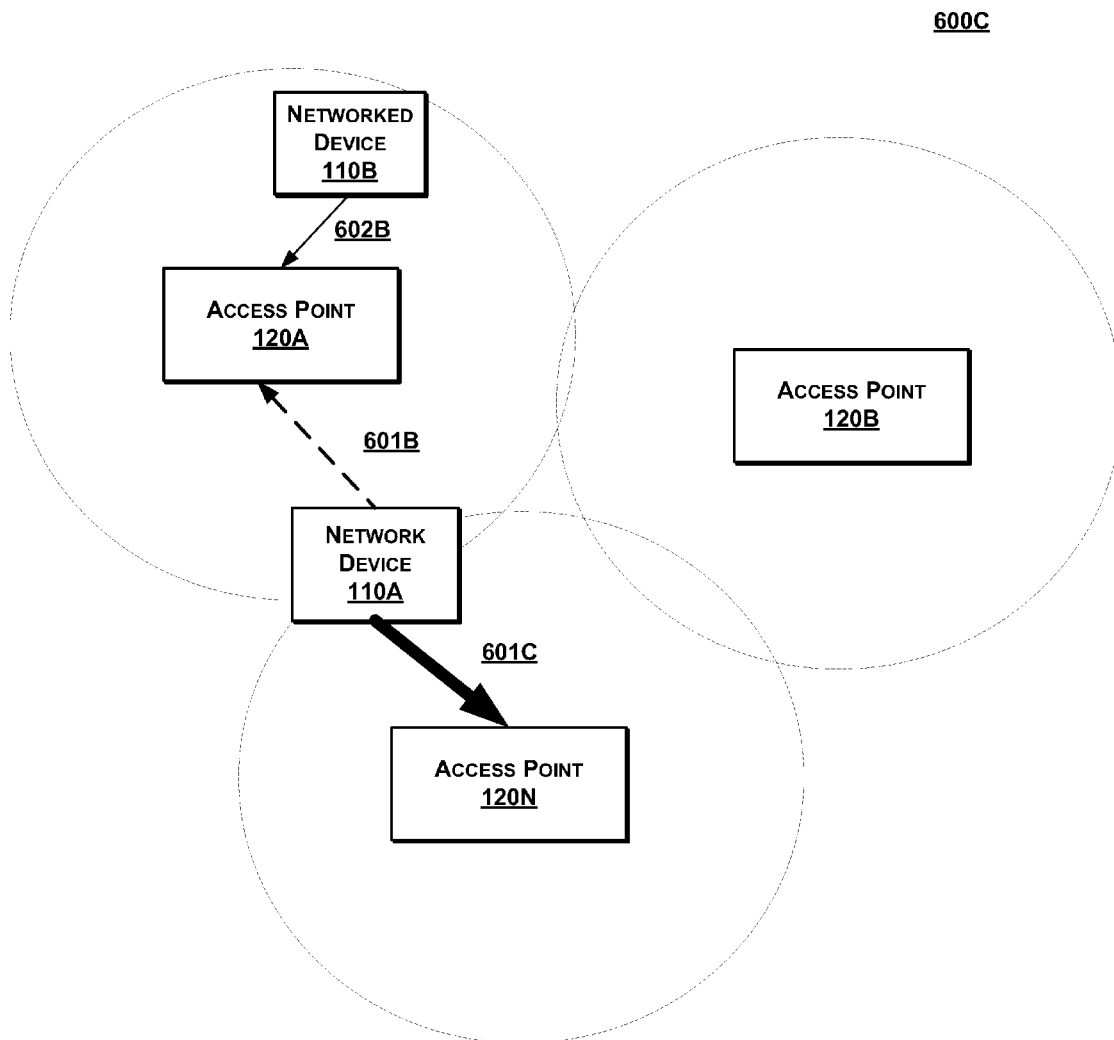 600C
NETWORKED
DEVICE
110B
602B
ACCESS POINT
120A
ACCESS POINT
120B
601B
NETWORK
DEVICE
110A
601C
ACCESS POINT
120N